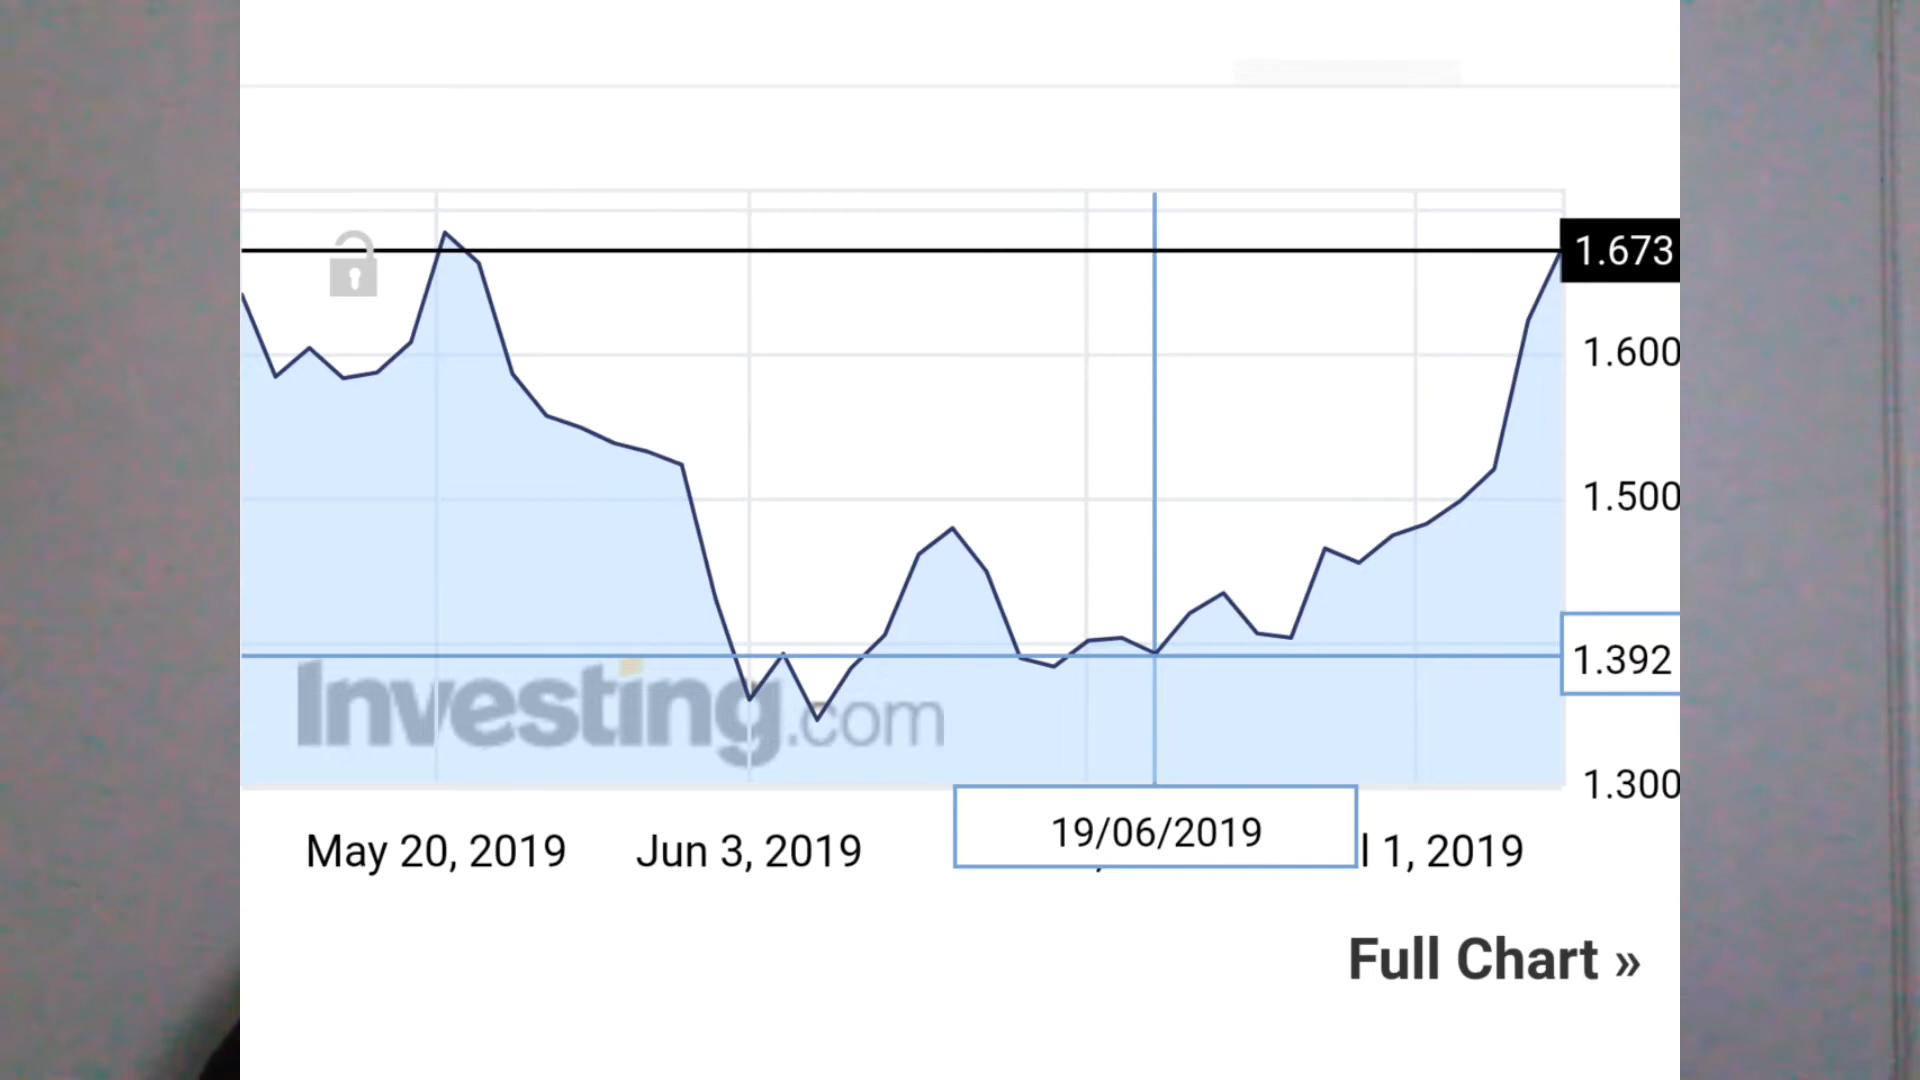 1.673
1.600
1.500
1.392
Investing.com
1.300
May 20, 2019
Jun 3, 2019
19/06/2019
l 1, 2019
Full Chart »